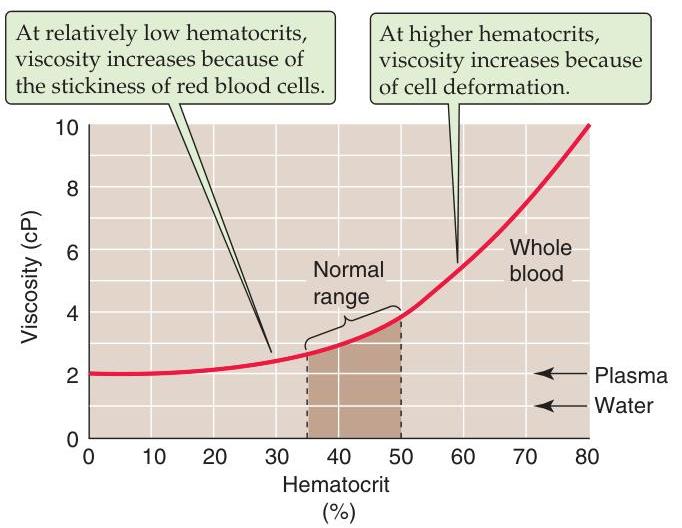 At relatively low hematocrits,
viscosity increases because of
the stickiness of red blood cells.
At higher hematocrits,
viscosity increases because
of cell deformation.
10
8
6
4
2
0
Viscosity (cP)
Normal
range
Whole
blood
Plasma
Water
0 10 20 30 40 50 60 70 80
Hematocrit
(%)